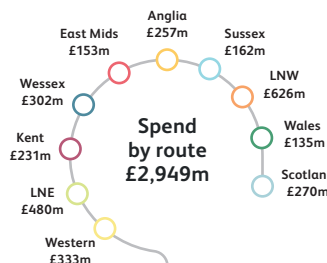 Anglia
£257m
East Mids
£153m
Sussex
£162m
Wessex
£302m
LNW
£626m
Spend
by route
£2,949m
Kent
£231m
Wales
£135m
Scotland
£270m
LNE
£480m
Western
£333m